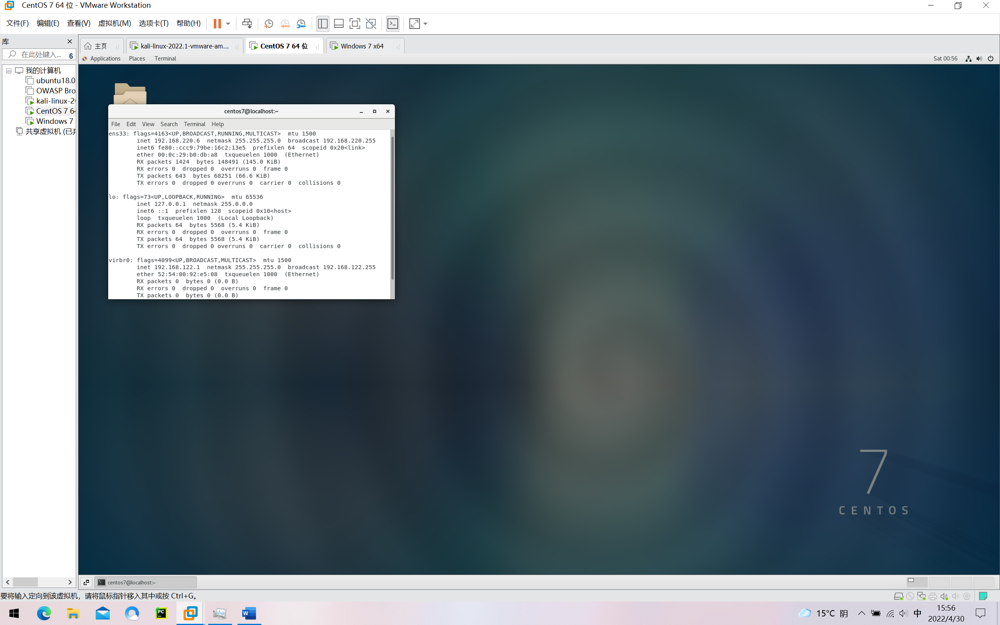 CentOS 7 64 位 - VMware Workstation
文件(F) 编辑(E) 查看(V) 虚拟机(M) 选项卡(T) 帮助(H)
库
在此处键入... 6
我的计算机
ubuntu18.0
OWASP Bro
kali-linux-2
CentOS 7 64
Windows 7
共享虚拟机 (已
主页 kali-linux-2022.1-vmware-am... CentOS 7 64 位 Windows 7 x64
Applications Places Terminal Sat 00:56
centos7@localhost:~
File Edit View Search Terminal Help
ens33: flags=4163<UP,BROADCAST,RUNNING,MULTICAST>  mtu 1500
inet 192.168.220.6  netmask 255.255.255.0  broadcast 192.168.220.255
inet6 fe80::ccc9:79be:16c2:13e5  prefixlen 64  scopeid 0x20<link>
ether 00:0c:29:b0:db:a8  txqueuelen 1000  (Ethernet)
RX packets 1424  bytes 148491 (145.0 KiB)
RX errors 0  dropped 0  overruns 0  frame 0
TX packets 643  bytes 68251 (66.6 KiB)
TX errors 0  dropped 0 overruns 0  carrier 0  collisions 0
lo: flags=73<UP,LOOPBACK,RUNNING>  mtu 65536
inet 127.0.0.1  netmask 255.0.0.0
inet6 ::1  prefixlen 128  scopeid 0x10<host>
loop  txqueuelen 1000  (Local Loopback)
RX packets 64  bytes 5568 (5.4 KiB)
RX errors 0  dropped 0  overruns 0  frame 0
TX packets 64  bytes 5568 (5.4 KiB)
TX errors 0  dropped 0 overruns 0  carrier 0  collisions 0
virbr0: flags=4099<UP,BROADCAST,MULTICAST>  mtu 1500
inet 192.168.122.1  netmask 255.255.255.0  broadcast 192.168.122.255
ether 52:54:00:92:e5:08  txqueuelen 1000  (Ethernet)
RX packets 0  bytes 0 (0.0 B)
RX errors 0  dropped 0  overruns 0  frame 0
TX packets 0  bytes 0 (0.0 B)
7
CENTOS
centos7@localhost:~
要将输入定向到该虚拟机，请将鼠标指针移入其中或按 Ctrl+G。
PC W 15°C 阴 中 15:56
2022/4/30